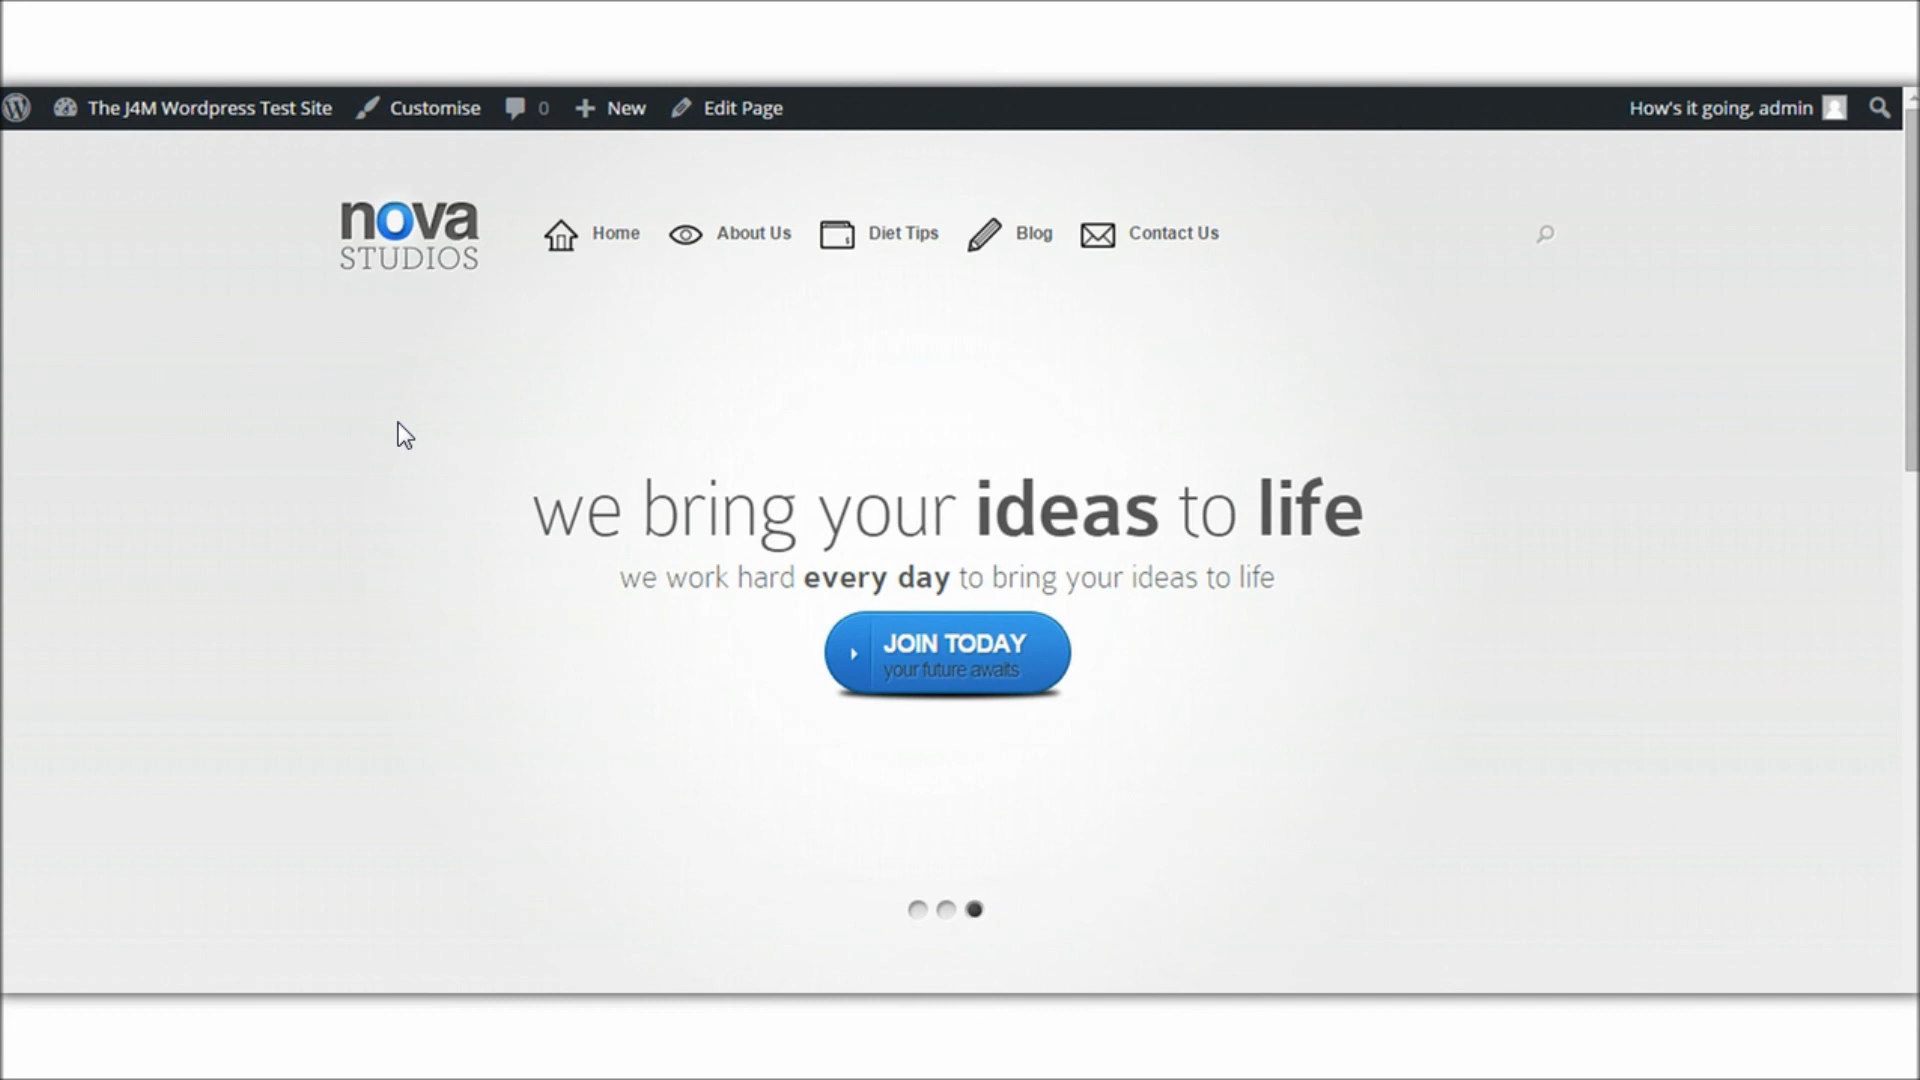 The J4M Wordpress Test Site Customise 0 New Edit Page How's it going, admin
nova
STUDIOS
Home About Us Diet Tips Blog Contact Us
we bring your ideas to life
we work hard every day to bring your ideas to life
JOIN TODAY
your future awaits